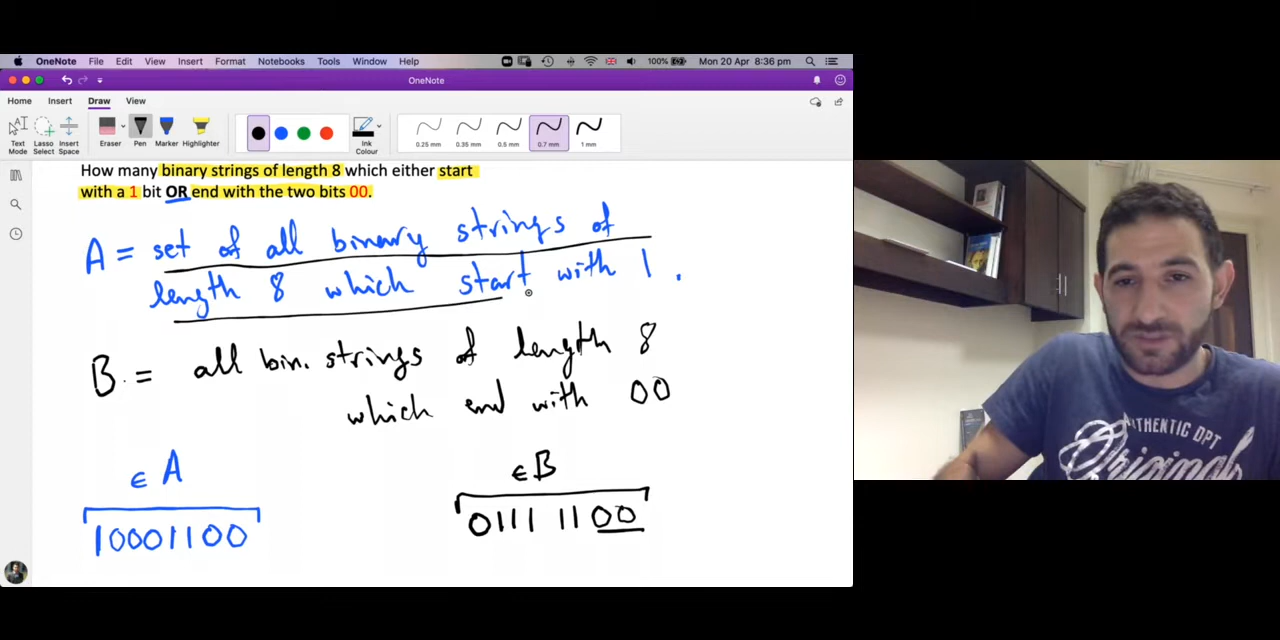 OneNote File Edit View Insert Format Notebooks Tools Window Help 100% Mon 20 Apr 8:36 pm
OneNote
Home Insert Draw View
Text Mode Lasso Select Insert Space Eraser Pen Marker Highlighter Ink Colour 0.25 mm 0.35 mm 0.5 mm 0.7 mm 1 mm
How many binary strings of length 8 which either start
with a 1 bit OR end with the two bits 00.
A = set of all binary strings of
length 8 which start with 1.
B = all bin. strings of length 8
which end with 00
∈ A
∈ B
10001100
01111100
AUTHENTIC DPT
Original